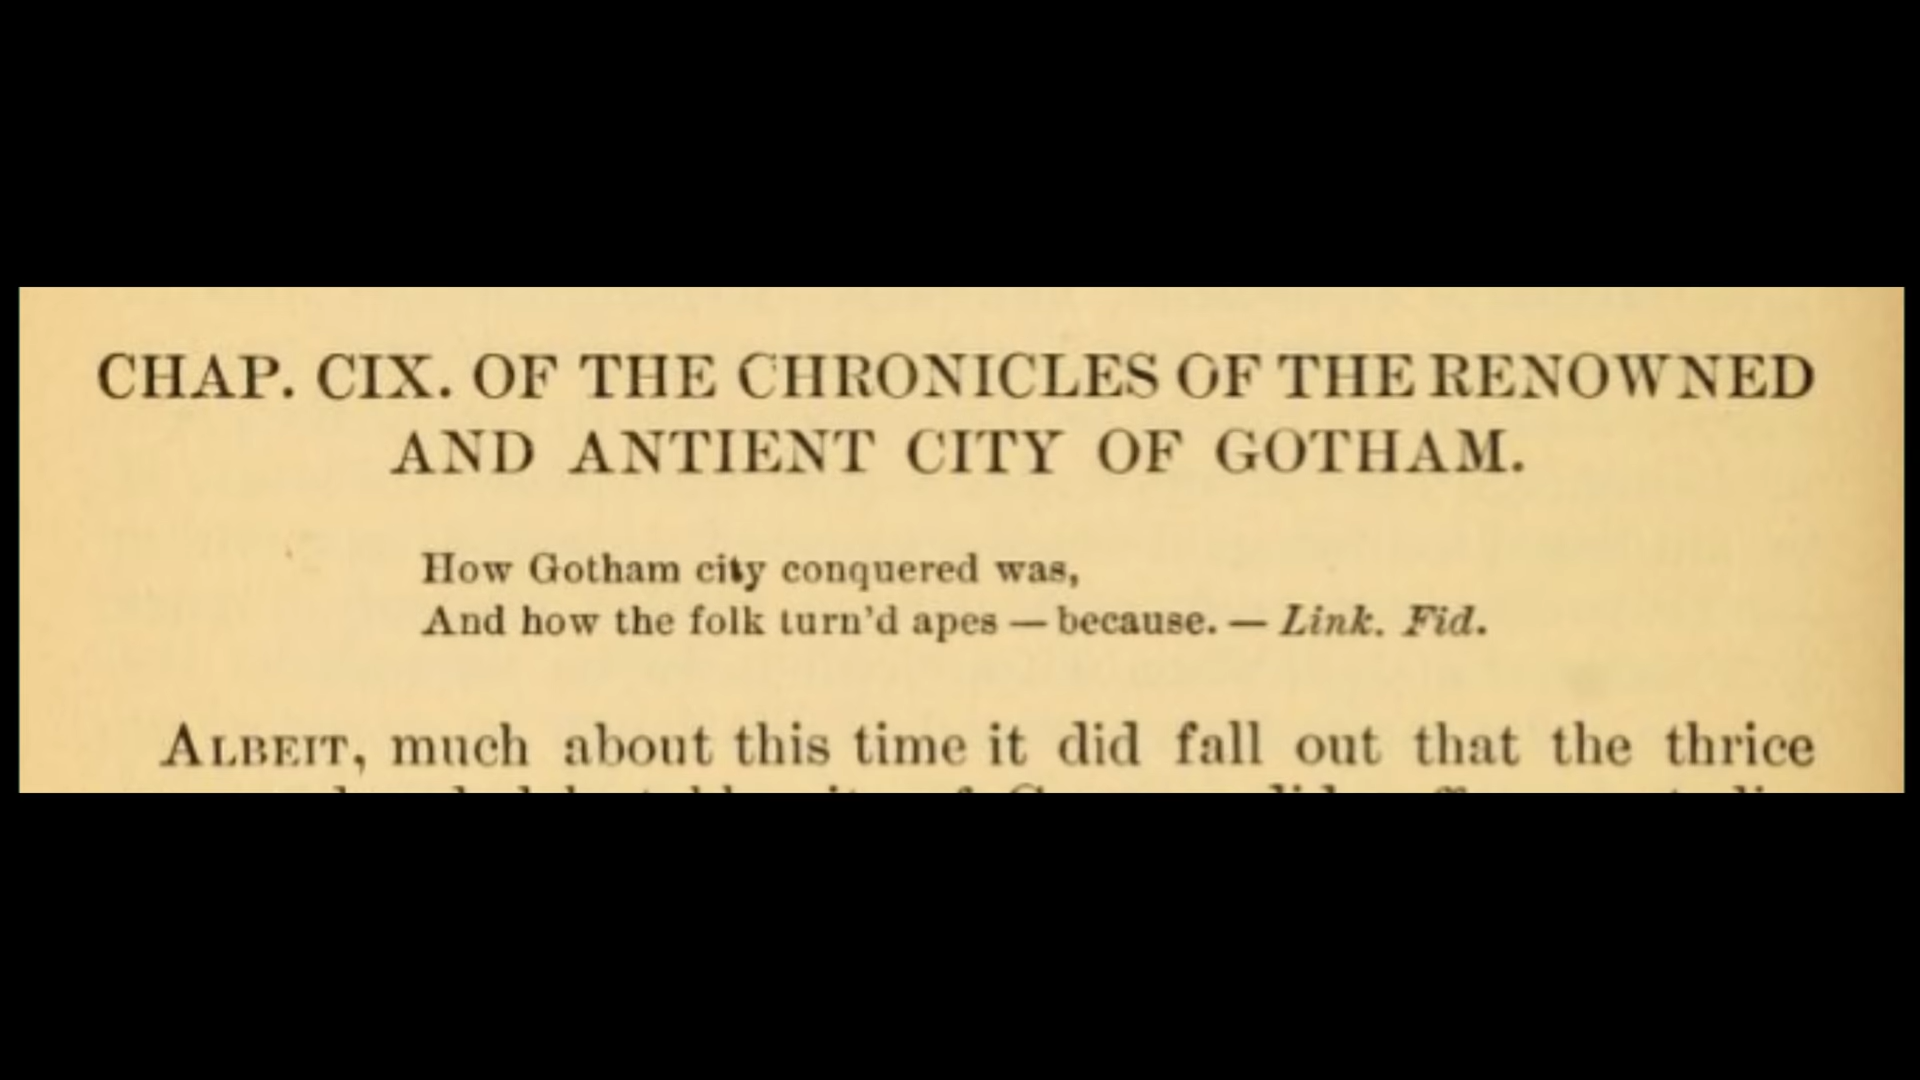 CHAP. CIX. OF THE CHRONICLES OF THE RENOWNED
AND ANTIENT CITY OF GOTHAM.
How Gotham city conquered was,
And how the folk turn'd apes — because. — Link. Fid.
ALBEIT, much about this time it did fall out that the thrice